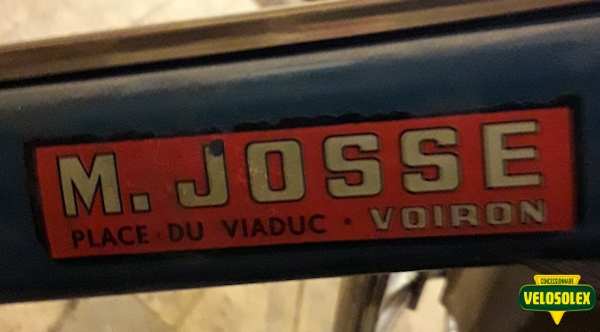 M. JOSSE
PLACE DU VIADUC · VOIRON
CONCESSIONNAIRE
VELOSOLEX